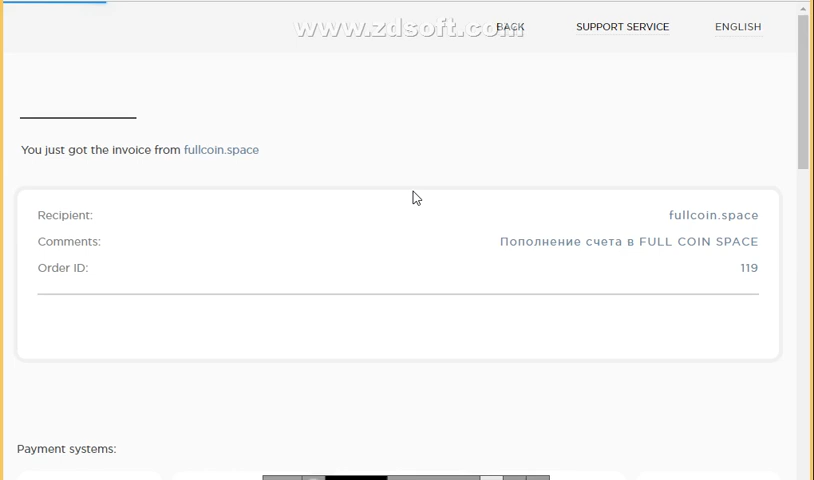 www.zdsoft.com
BACK
SUPPORT SERVICE
ENGLISH
You just got the invoice from fullcoin.space
Recipient: fullcoin.space
Comments: Пополнение счета в FULL COIN SPACE
Order ID: 119
Payment systems: